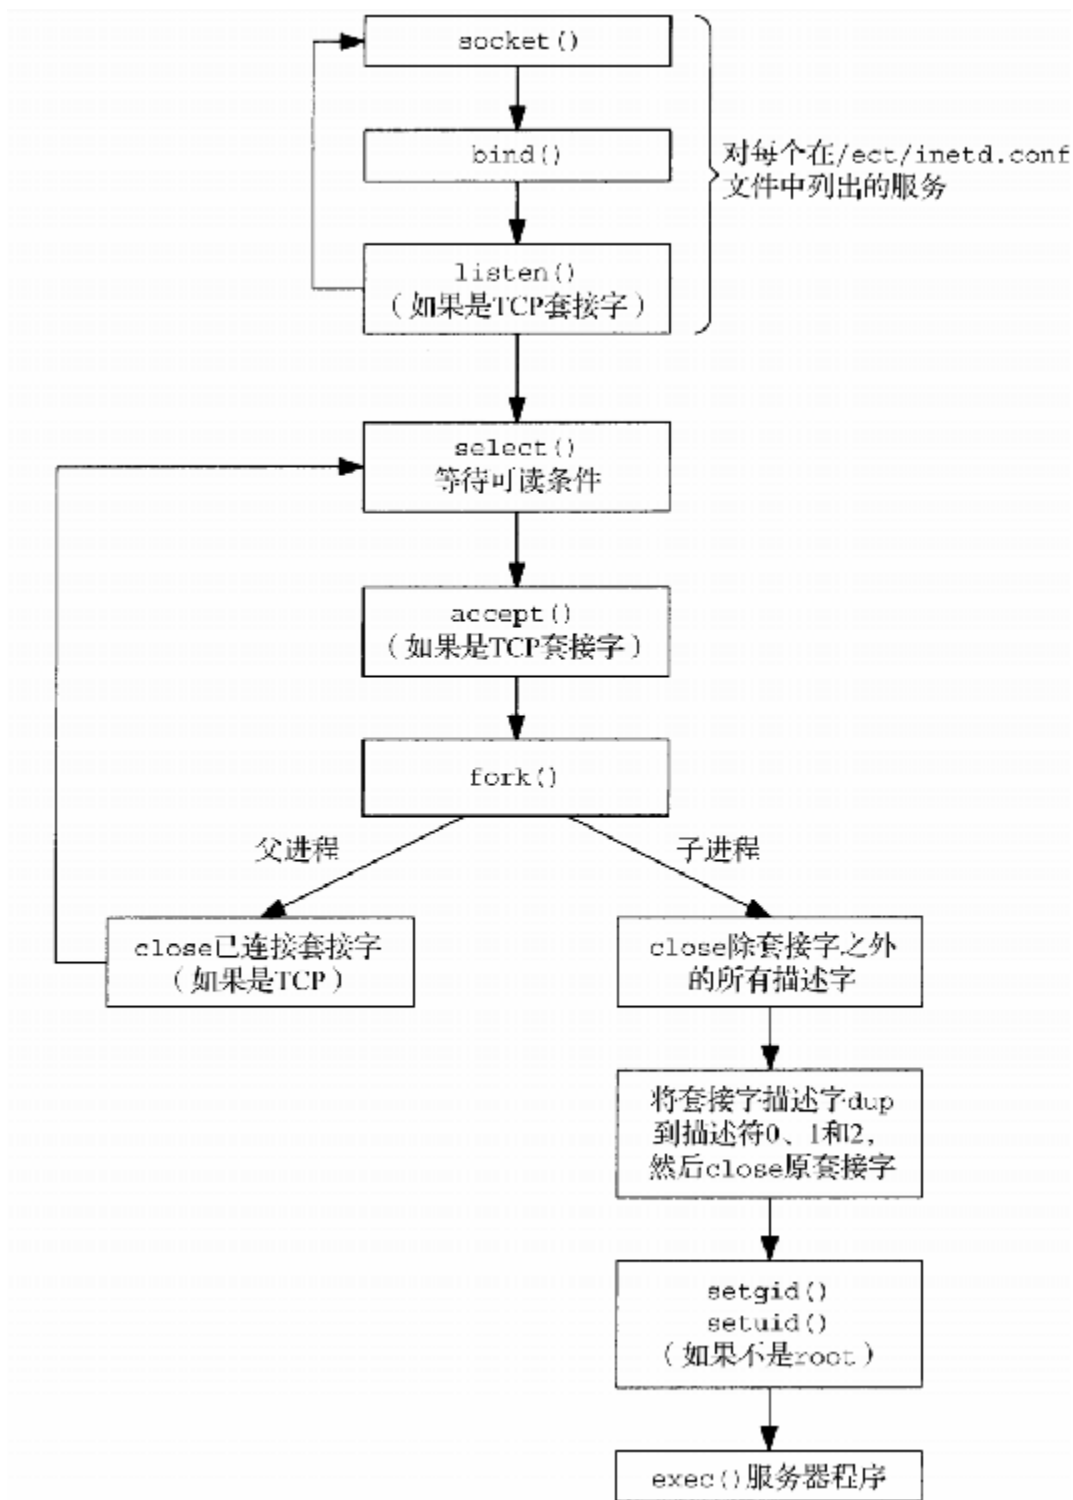 socket()
bind()
对每个在/ect/inetd.conf
文件中列出的服务
listen()
（如果是TCP套接字）
select()
等待可读条件
accept()
（如果是TCP套接字）
fork()
父进程
子进程
close已连接套接字
（如果是TCP）
close除套接字之外
的所有描述字
将套接字描述字dup
到描述符0、1和2,
然后close原套接字
setgid()
setuid()
（如果不是root）
exec()服务器程序